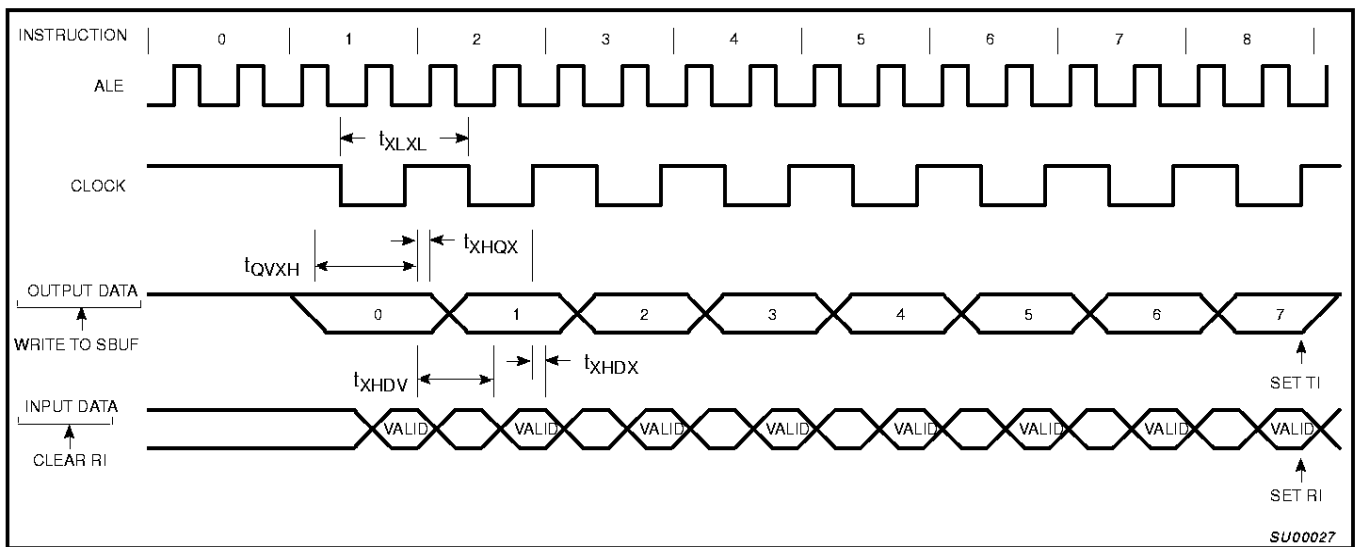 INSTRUCTION 0 1 2 3 4 5 6 7 8
ALE
tXLXL
CLOCK
tXHQX
tQVXH
OUTPUT DATA
0 1 2 3 4 5 6 7
WRITE TO SBUF
tXHDX
tXHDV
SET TI
INPUT DATA
VALID VALID VALID VALID VALID VALID VALID VALID
CLEAR RI
SET RI
SU00027